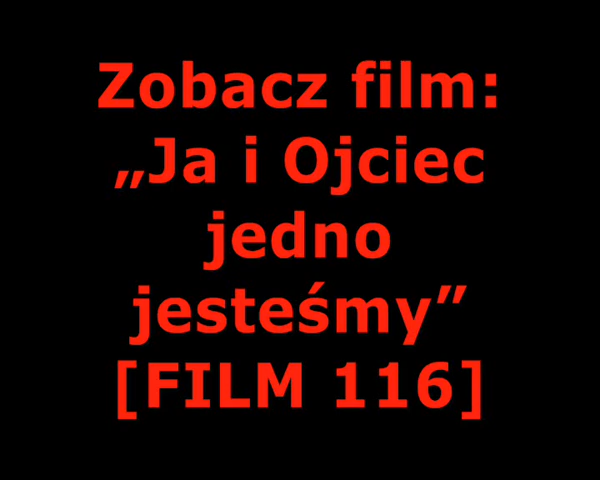 Zobacz film:
„Ja i Ojciec
jedno
jesteśmy”
[FILM 116]